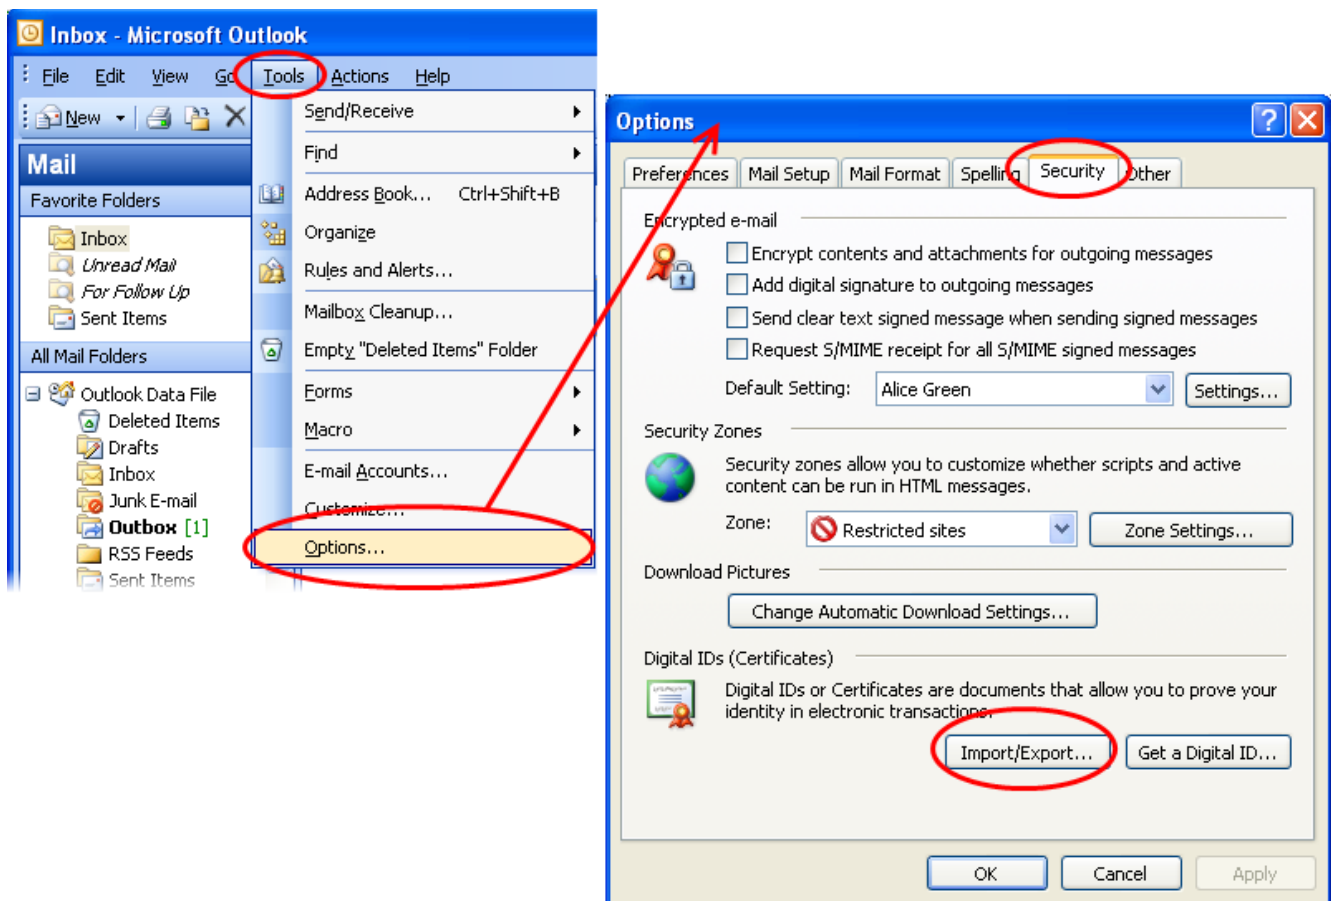 Inbox - Microsoft Outlook
File Edit View Go Tools Actions Help
New
Mail
Favorite Folders
Inbox
Unread Mail
For Follow Up
Sent Items
All Mail Folders
Outlook Data File
Deleted Items
Drafts
Inbox
Junk E-mail
Outbox [1]
RSS Feeds
Sent Items
Send/Receive
Find
Address Book... Ctrl+Shift+B
Organize
Rules and Alerts...
Mailbox Cleanup...
Empty "Deleted Items" Folder
Forms
Macro
E-mail Accounts...
Customize...
Options...
Options
Preferences Mail Setup Mail Format Spelling Security Other
Encrypted e-mail
Encrypt contents and attachments for outgoing messages
Add digital signature to outgoing messages
Send clear text signed message when sending signed messages
Request S/MIME receipt for all S/MIME signed messages
Default Setting: Alice Green Settings...
Security Zones
Security zones allow you to customize whether scripts and active
content can be run in HTML messages.
Zone: Restricted sites Zone Settings...
Download Pictures
Change Automatic Download Settings...
Digital IDs (Certificates)
Digital IDs or Certificates are documents that allow you to prove your
identity in electronic transactions.
Import/Export... Get a Digital ID...
OK Cancel Apply